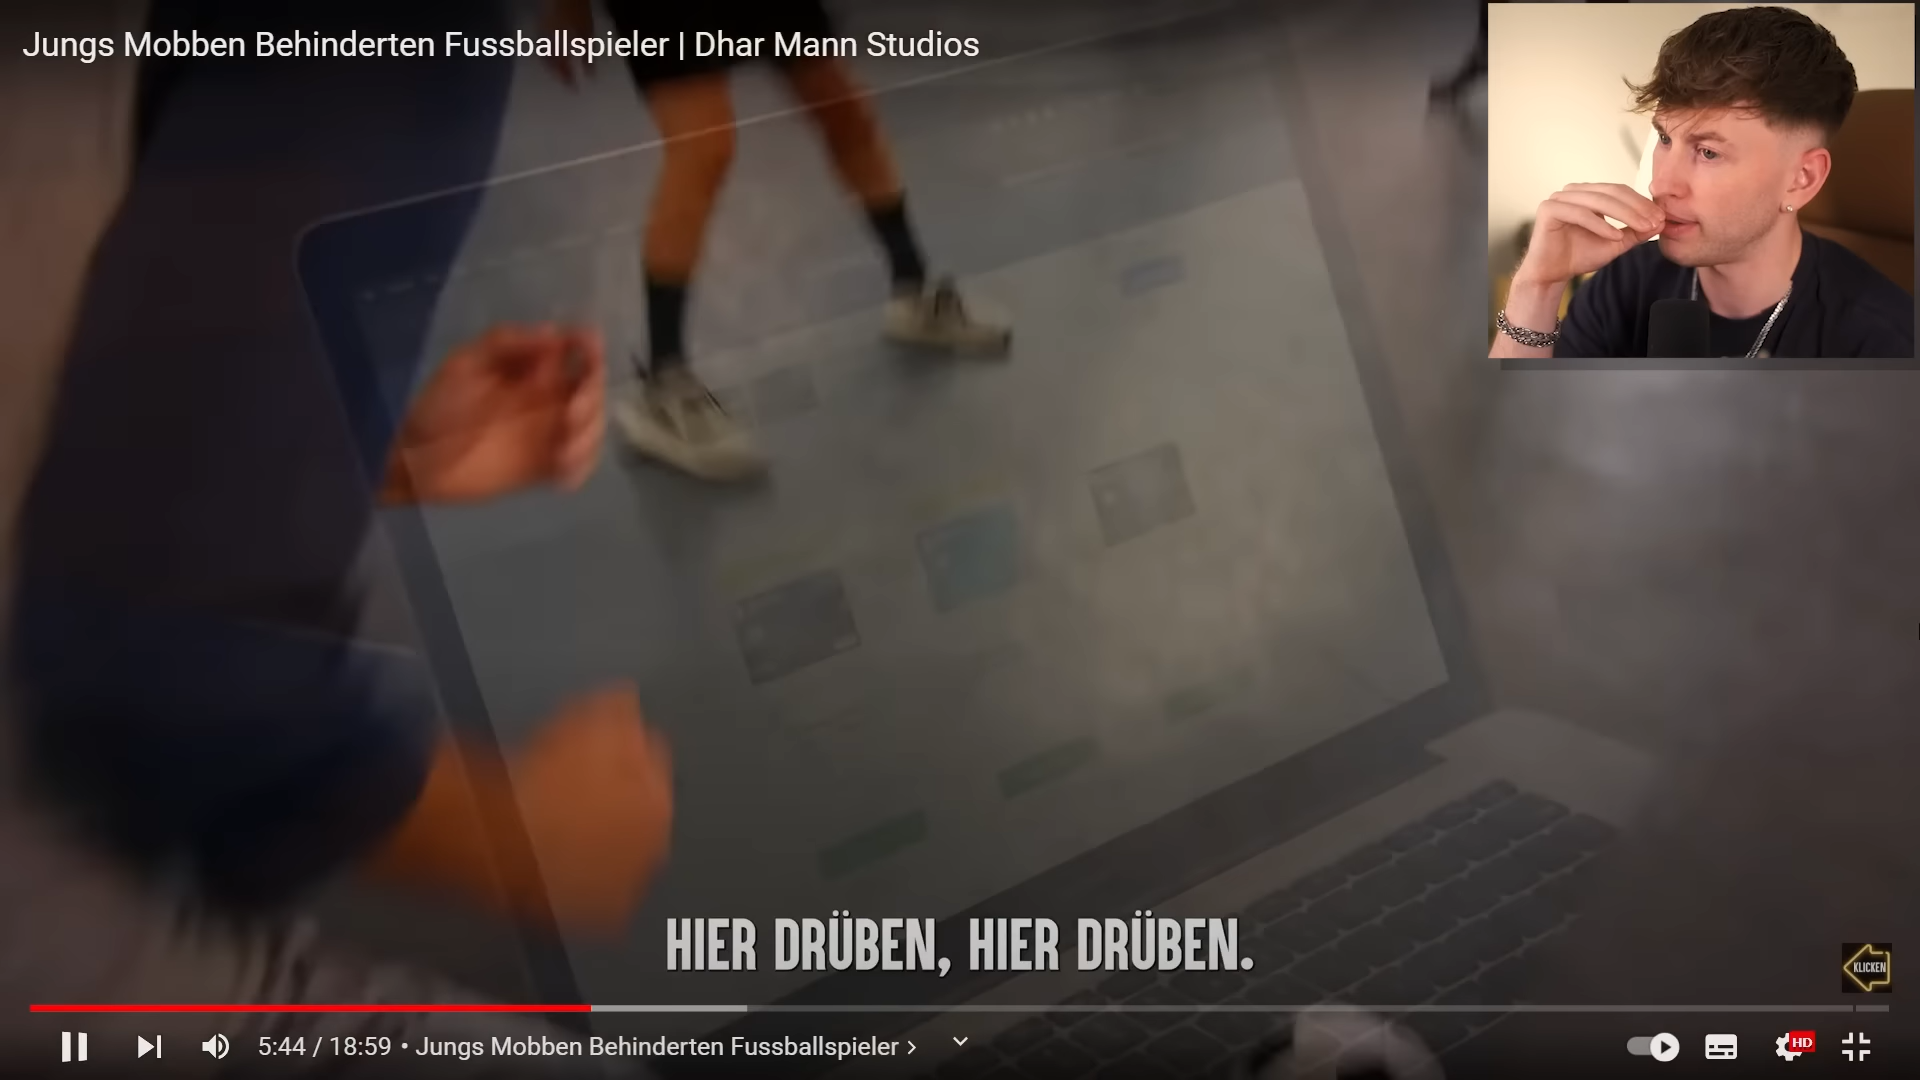 Jungs Mobben Behinderten Fussballspieler | Dhar Mann Studios
HIER DRÜBEN, HIER DRÜBEN.
KLICKEN
5:44 / 18:59 • Jungs Mobben Behinderten Fussballspieler
HD